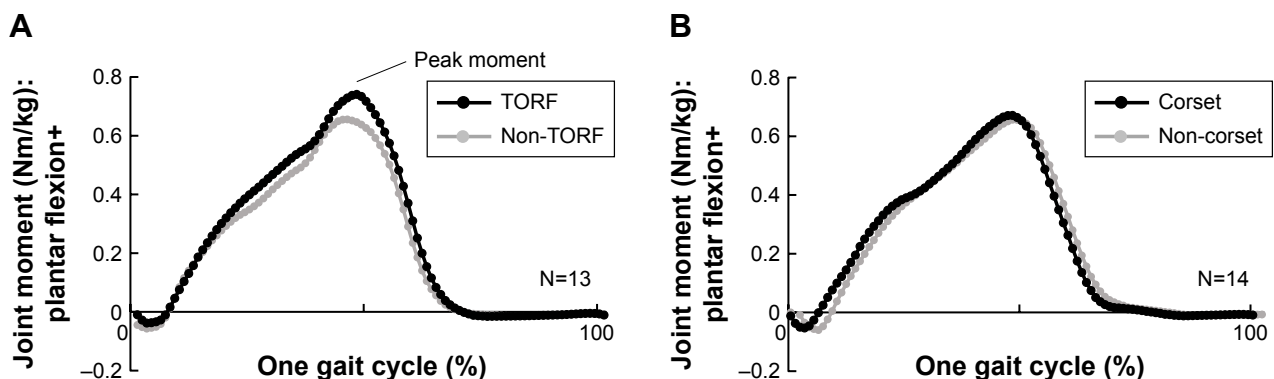 A
Joint moment (Nm/kg):
plantar flexion+
0.8
0.6
0.4
0.2
0
–0.2
Peak moment
TORF
Non-TORF
N=13
0
100
One gait cycle (%)
B
Joint moment (Nm/kg):
plantar flexion+
0.8
0.6
0.4
0.2
0
–0.2
Corset
Non-corset
N=14
0
100
One gait cycle (%)